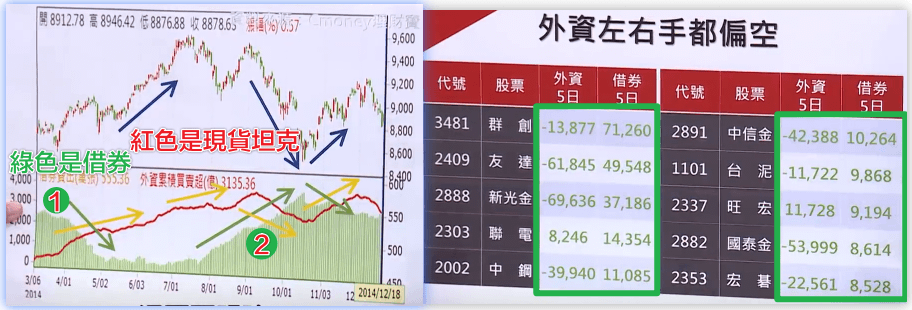 開 8912.78 高 8946.42 低 8876.88 收 8878.63 漲幅(%) 0.57
9,600
9,400
9,200
9,000
8,800
8,600
8,400
紅色是現貨坦克
綠色是借券
借券賣出(萬張) 555.36 外資累積買賣超(億) 3135.36
4,000
3,000
2,000
1,000
0
600
550
500
450
1
2
3/06
2014
4/01
5/02
6/03
7/01
8/01
9/01
10/01
11/03
12
2014/12/18
外資左右手都偏空
代號 股票 外資5日 借券5日
3481 群創 -13,877 71,260
2409 友達 -61,845 49,548
2888 新光金 -69,636 37,186
2303 聯電 8,246 14,354
2002 中鋼 -39,940 11,085
代號 股票 外資5日 借券5日
2891 中信金 -42,388 10,264
1101 台泥 -11,722 9,868
2337 旺宏 11,728 9,194
2882 國泰金 -53,999 8,614
2353 宏碁 -22,561 8,528